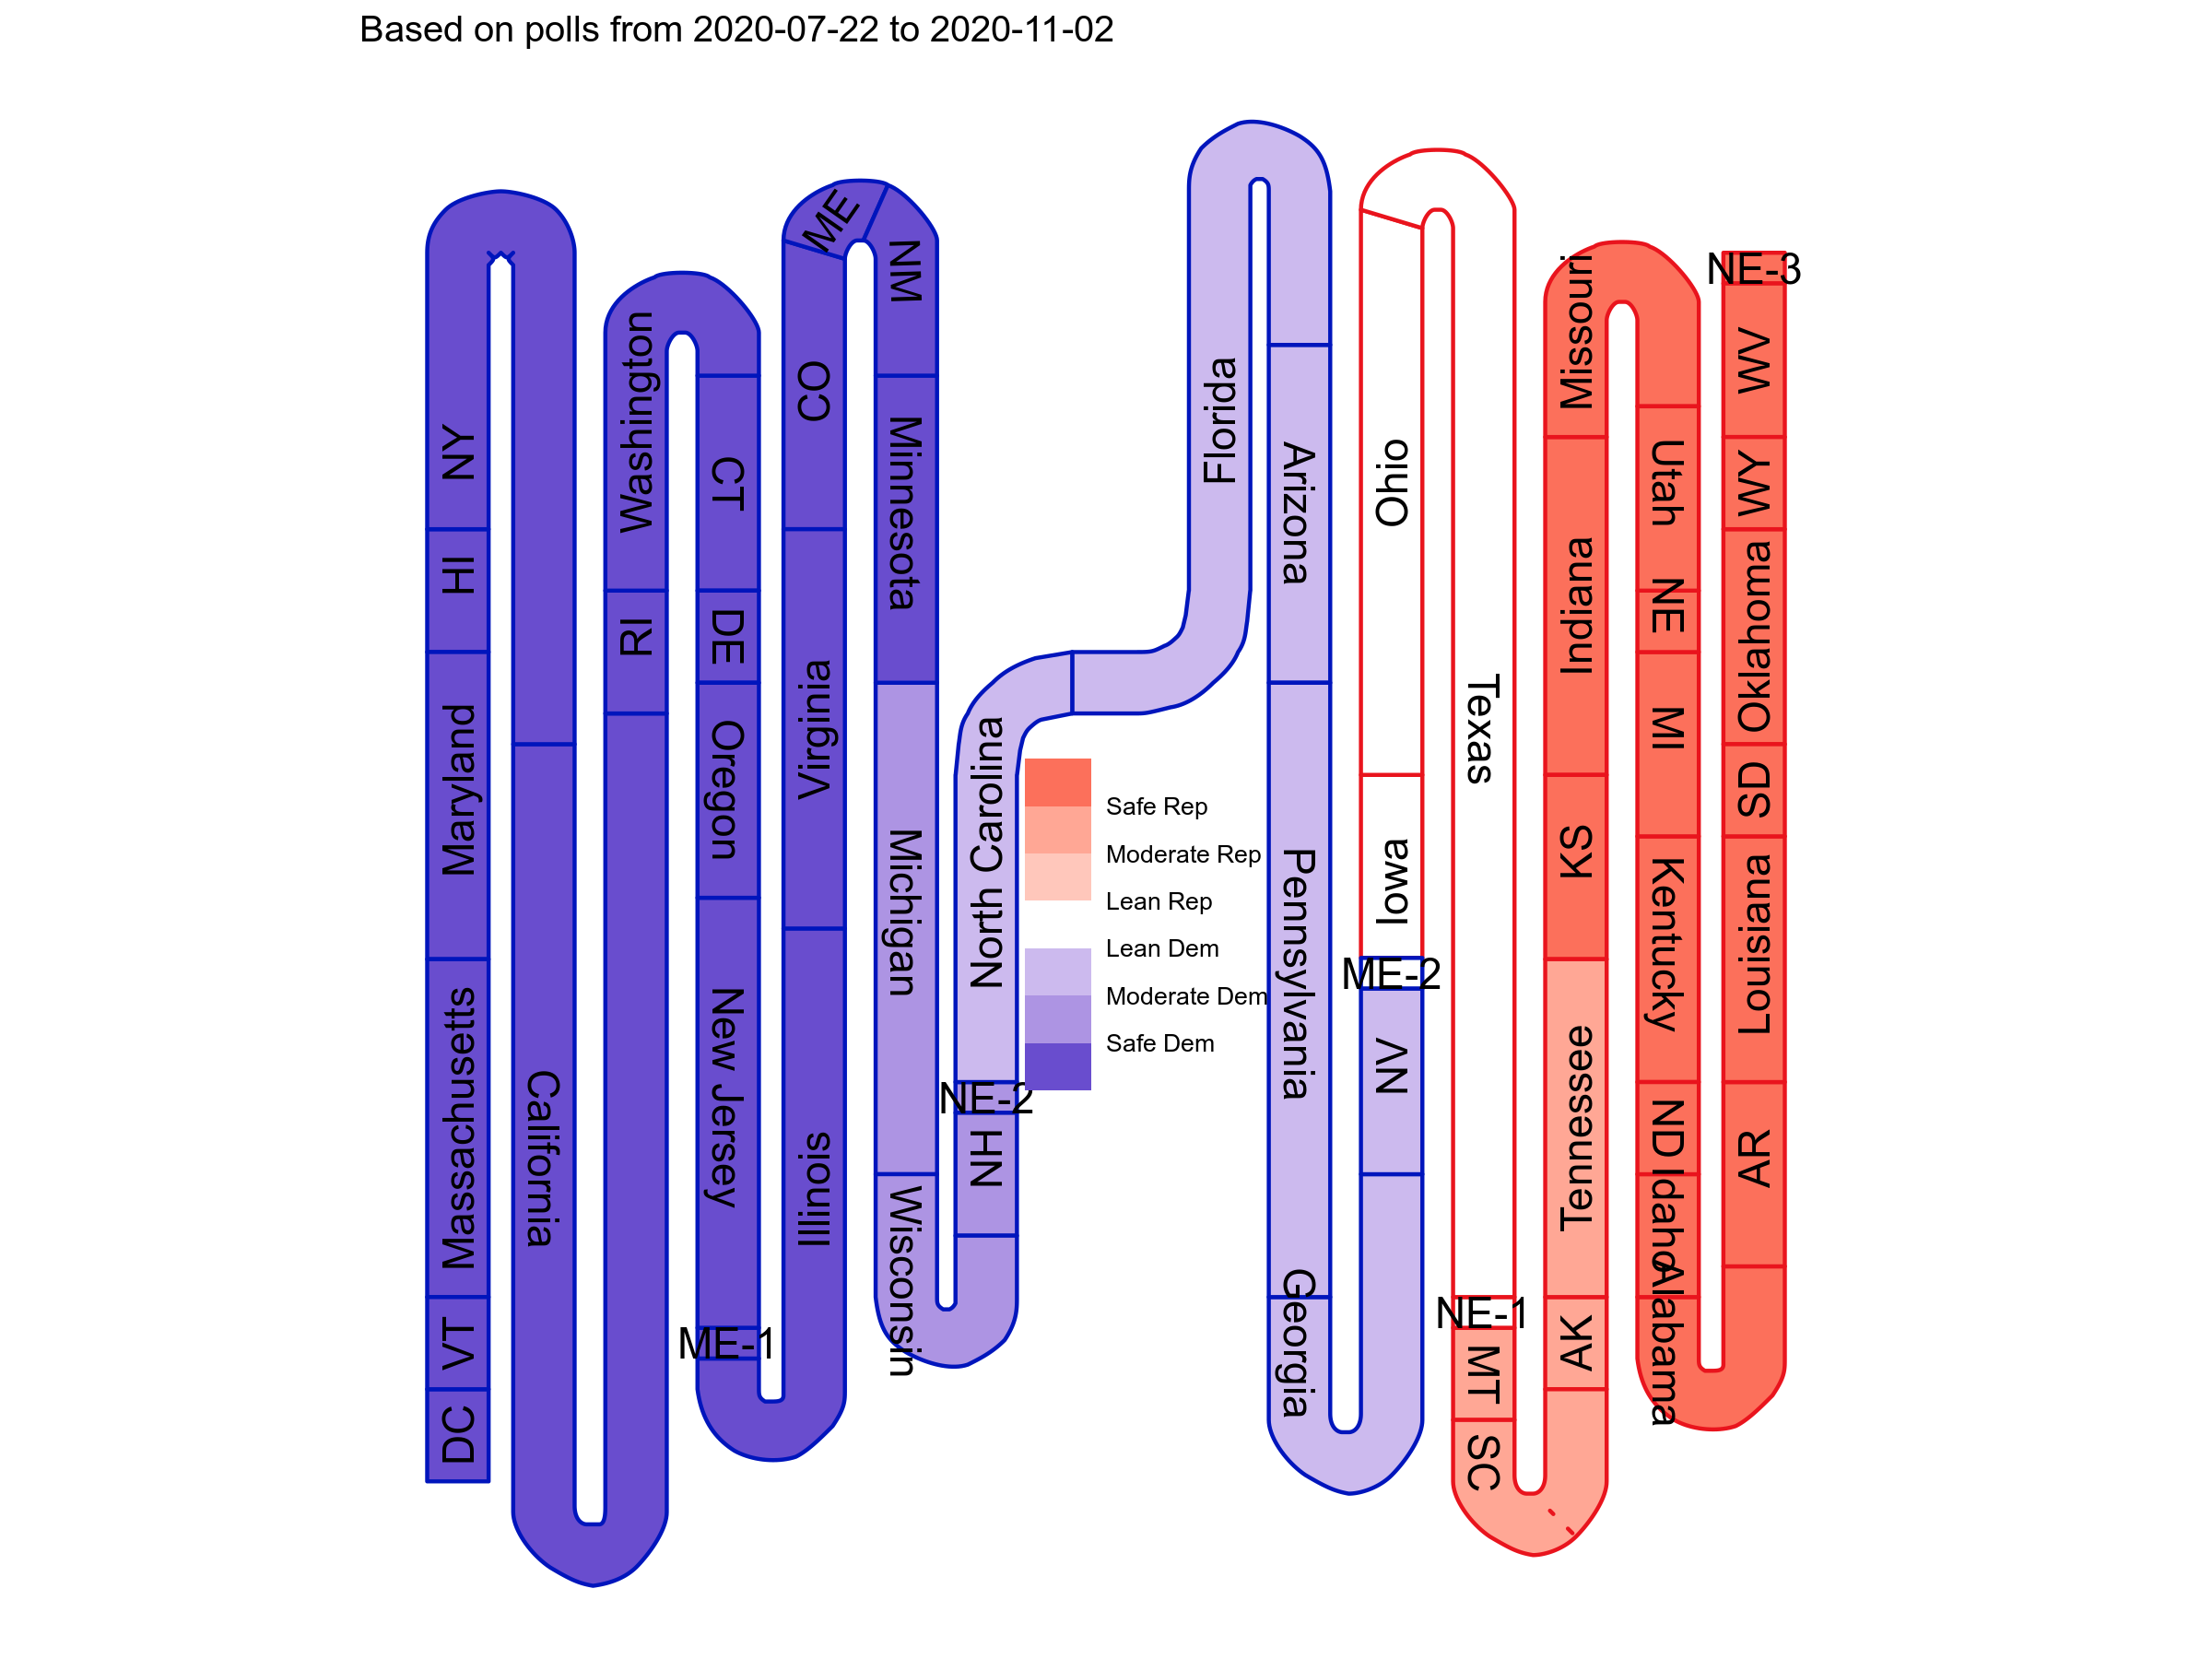 Based on polls from 2020-07-22 to 2020-11-02
NY
HI
Maryland
Massachusetts
VT
DC
California
Washington
RI
CT
DE
Oregon
New Jersey
ME-1
ME
CO
Virginia
Illinois
NM
Minnesota
Michigan
Wisconsin
North Carolina
NE-2
NH
Safe Rep
Moderate Rep
Lean Rep
Lean Dem
Moderate Dem
Safe Dem
Florida
Arizona
Pennsylvania
Georgia
Ohio
Iowa
ME-2
NV
Texas
NE-1
MT
SC
Missouri
Indiana
KS
Tennessee
AK
Utah
NE
MI
Kentucky
ND
Idaho
Alabama
NE-3
WV
WY
Oklahoma
SD
Louisiana
AR